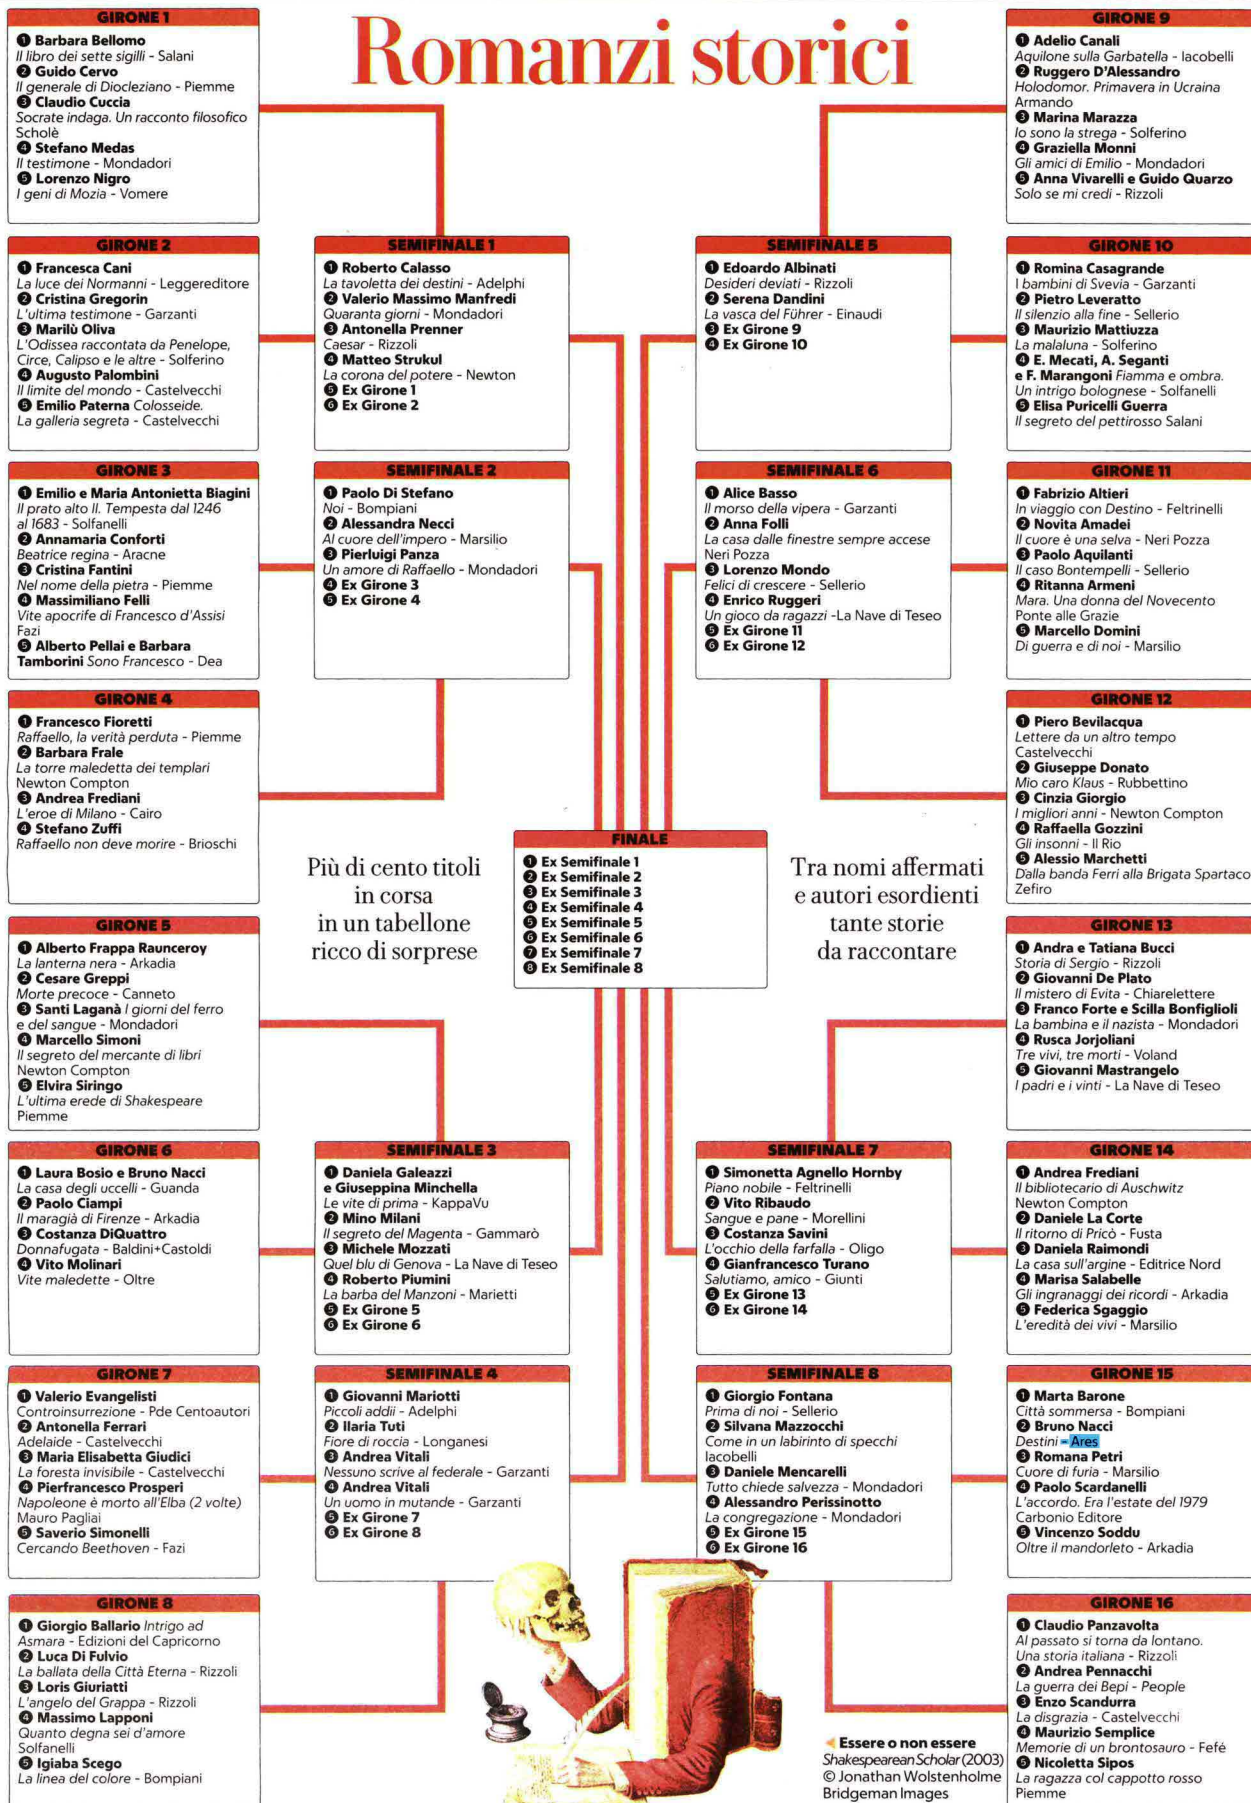 Romanzi storici
GIRONE 1
❶ Barbara Bellomo
Il libro dei sette sigilli - Salani
❷ Guido Cervo
Il generale di Diocleziano - Piemme
❸ Claudio Cuccia
Socrate indaga. Un racconto filosofico
Scholè
❹ Stefano Medas
Il testimone - Mondadori
❺ Lorenzo Nigro
I geni di Mozia - Vomere
GIRONE 2
❶ Francesca Cani
La luce dei Normanni - Leggereditore
❷ Cristina Gregorin
L'ultima testimone - Garzanti
❸ Marilù Oliva
L'Odissea raccontata da Penelope,
Circe, Calipso e le altre - Solferino
❹ Augusto Palombini
Il limite del mondo - Castelvecchi
❺ Emilio Paterna Colosseide.
La galleria segreta - Castelvecchi
GIRONE 3
❶ Emilio e Maria Antonietta Biagini
Il prato alto II. Tempesta dal 1246
al 1683 - Solfanelli
❷ Annamaria Conforti
Beatrice regina - Aracne
❸ Cristina Fantini
Nel nome della pietra - Piemme
❹ Massimiliano Felli
Vite apocrife di Francesco d'Assisi
Fazi
❺ Alberto Pellai e Barbara
Tamborini Sono Francesco - Dea
GIRONE 4
❶ Francesco Fioretti
Raffaello, la verità perduta - Piemme
❷ Barbara Frale
La torre maledetta dei templari
Newton Compton
❸ Andrea Frediani
L'eroe di Milano - Cairo
❹ Stefano Zuffi
Raffaello non deve morire - Brioschi
GIRONE 5
❶ Alberto Frappa Raunceroy
La lanterna nera - Arkadia
❷ Cesare Greppi
Morte precoce - Canneto
❸ Santi Laganà I giorni del ferro
e del sangue - Mondadori
❹ Marcello Simoni
Il segreto del mercante di libri
Newton Compton
❺ Elvira Siringo
L'ultima erede di Shakespeare
Piemme
GIRONE 6
❶ Laura Bosio e Bruno Nacci
La casa degli uccelli - Guanda
❷ Paolo Ciampi
Il maragià di Firenze - Arkadia
❸ Costanza DiQuattro
Donnafugata - Baldini+Castoldi
❹ Vito Molinari
Vite maledette - Oltre
GIRONE 7
❶ Valerio Evangelisti
Controinsurrezione - Pde Centoautori
❷ Antonella Ferrari
Adelaide - Castelvecchi
❸ Maria Elisabetta Giudici
La foresta invisibile - Castelvecchi
❹ Pierfrancesco Prosperi
Napoleone è morto all'Elba (2 volte)
Mauro Pagliai
❺ Saverio Simonelli
Cercando Beethoven - Fazi
GIRONE 8
❶ Giorgio Ballario Intrigo ad
Asmara - Edizioni del Capricorno
❷ Luca Di Fulvio
La ballata della Città Eterna - Rizzoli
❸ Loris Giuriatti
L'angelo del Grappa - Rizzoli
❹ Massimo Lapponi
Quanto degna sei d'amore
Solfanelli
❺ Igiaba Scego
La linea del colore - Bompiani
SEMIFINALE 1
❶ Roberto Calasso
La tavoletta dei destini - Adelphi
❷ Valerio Massimo Manfredi
Quaranta giorni - Mondadori
❸ Antonella Prenner
Caesar - Rizzoli
❹ Matteo Strukul
La corona del potere - Newton
❺ Ex Girone 1
❻ Ex Girone 2
SEMIFINALE 2
❶ Paolo Di Stefano
Noi - Bompiani
❷ Alessandra Necci
Al cuore dell'impero - Marsilio
❸ Pierluigi Panza
Un amore di Raffaello - Mondadori
❹ Ex Girone 3
❺ Ex Girone 4
Più di cento titoli
in corsa
in un tabellone
ricco di sorprese
SEMIFINALE 3
❶ Daniela Galeazzi
e Giuseppina Minchella
Le vite di prima - KappaVu
❷ Mino Milani
Il segreto del Magenta - Gammarò
❸ Michele Mozzati
Quel blu di Genova - La Nave di Teseo
❹ Roberto Piumini
La barba del Manzoni - Marietti
❺ Ex Girone 5
❻ Ex Girone 6
SEMIFINALE 4
❶ Giovanni Mariotti
Piccoli addii - Adelphi
❷ Ilaria Tuti
Fiore di roccia - Longanesi
❸ Andrea Vitali
Nessuno scrive al federale - Garzanti
❹ Andrea Vitali
Un uomo in mutande - Garzanti
❺ Ex Girone 7
❻ Ex Girone 8
FINALE
❶ Ex Semifinale 1
❷ Ex Semifinale 2
❸ Ex Semifinale 3
❹ Ex Semifinale 4
❺ Ex Semifinale 5
❻ Ex Semifinale 6
❼ Ex Semifinale 7
❽ Ex Semifinale 8
SEMIFINALE 5
❶ Edoardo Albinati
Desideri deviati - Rizzoli
❷ Serena Dandini
La vasca del Führer - Einaudi
❸ Ex Girone 9
❹ Ex Girone 10
SEMIFINALE 6
❶ Alice Basso
Il morso della vipera - Garzanti
❷ Anna Folli
La casa dalle finestre sempre accese
Neri Pozza
❸ Lorenzo Mondo
Felici di crescere - Sellerio
❹ Enrico Ruggeri
Un gioco da ragazzi -La Nave di Teseo
❺ Ex Girone 11
❻ Ex Girone 12
Tra nomi affermati
e autori esordienti
tante storie
da raccontare
SEMIFINALE 7
❶ Simonetta Agnello Hornby
Piano nobile - Feltrinelli
❷ Vito Ribaudo
Sangue e pane - Morellini
❸ Costanza Savini
L'occhio della farfalla - Oligo
❹ Gianfrancesco Turano
Salutiamo, amico - Giunti
❺ Ex Girone 13
❻ Ex Girone 14
SEMIFINALE 8
❶ Giorgio Fontana
Prima di noi - Sellerio
❷ Silvana Mazzocchi
Come in un labirinto di specchi
Iacobelli
❸ Daniele Mencarelli
Tutto chiede salvezza - Mondadori
❹ Alessandro Perissinotto
La congregazione - Mondadori
❺ Ex Girone 15
❻ Ex Girone 16
GIRONE 9
❶ Adelio Canali
Aquilone sulla Garbatella - Iacobelli
❷ Ruggero D'Alessandro
Holodomor. Primavera in Ucraina
Armando
❸ Marina Marazza
Io sono la strega - Solferino
❹ Graziella Monni
Gli amici di Emilio - Mondadori
❺ Anna Vivarelli e Guido Quarzo
Solo se mi credi - Rizzoli
GIRONE 10
❶ Romina Casagrande
I bambini di Svevia - Garzanti
❷ Pietro Leveratto
Il silenzio alla fine - Sellerio
❸ Maurizio Mattiuzza
La malaluna - Solferino
❹ E. Mecati, A. Seganti
e F. Marangoni Fiamma e ombra.
Un intrigo bolognese - Solfanelli
❺ Elisa Puricelli Guerra
Il segreto del pettirosso Salani
GIRONE 11
❶ Fabrizio Altieri
In viaggio con Destino - Feltrinelli
❷ Novita Amadei
Il cuore è una selva - Neri Pozza
❸ Paolo Aquilanti
Il caso Bontempelli - Sellerio
❹ Ritanna Armeni
Mara. Una donna del Novecento
Ponte alle Grazie
❺ Marcello Domini
Di guerra e di noi - Marsilio
GIRONE 12
❶ Piero Bevilacqua
Lettere da un altro tempo
Castelvecchi
❷ Giuseppe Donato
Mio caro Klaus - Rubbettino
❸ Cinzia Giorgio
I migliori anni - Newton Compton
❹ Raffaella Gozzini
Gli insonni - Il Rio
❺ Alessio Marchetti
Dalla banda Ferri alla Brigata Spartaco
Zefiro
GIRONE 13
❶ Andra e Tatiana Bucci
Storia di Sergio - Rizzoli
❷ Giovanni De Plato
Il mistero di Evita - Chiarelettere
❸ Franco Forte e Scilla Bonfiglioli
La bambina e il nazista - Mondadori
❹ Rusca Jorjoliani
Tre vivi, tre morti - Voland
❺ Giovanni Mastrangelo
I padri e i vinti - La Nave di Teseo
GIRONE 14
❶ Andrea Frediani
Il bibliotecario di Auschwitz
Newton Compton
❷ Daniele La Corte
Il ritorno di Pricò - Fusta
❸ Daniela Raimondi
La casa sull'argine - Editrice Nord
❹ Marisa Salabelle
Gli ingranaggi dei ricordi - Arkadia
❺ Federica Sgaggio
L'eredità dei vivi - Marsilio
GIRONE 15
❶ Marta Barone
Città sommersa - Bompiani
❷ Bruno Nacci
Destini - Ares
❸ Romana Petri
Cuore di furia - Marsilio
❹ Paolo Scardanelli
L'accordo. Era l'estate del 1979
Carbonio Editore
❺ Vincenzo Soddu
Oltre il mandorleto - Arkadia
GIRONE 16
❶ Claudio Panzavolta
Al passato si torna da lontano.
Una storia italiana - Rizzoli
❷ Andrea Pennacchi
La guerra dei Bepi - People
❸ Enzo Scandurra
La disgrazia - Castelvecchi
❹ Maurizio Semplice
Memorie di un brontosauro - Fefé
❺ Nicoletta Sipos
La ragazza col cappotto rosso
Piemme
◀ Essere o non essere
Shakespearean Scholar (2003)
© Jonathan Wolstenholme
Bridgeman Images